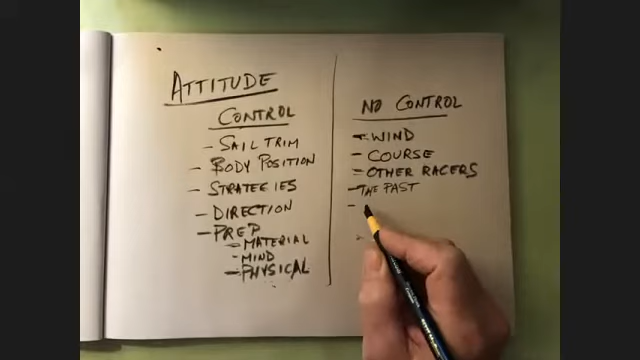 ATTITUDE
CONTROL
- SAIL TRIM
- BODY POSITION
- STRATEGIES
- DIRECTION
- PREP
- MATERIAL
- MIND
- PHYSICAL
NO CONTROL
- WIND
- COURSE
- OTHER RACERS
- THE PAST
-